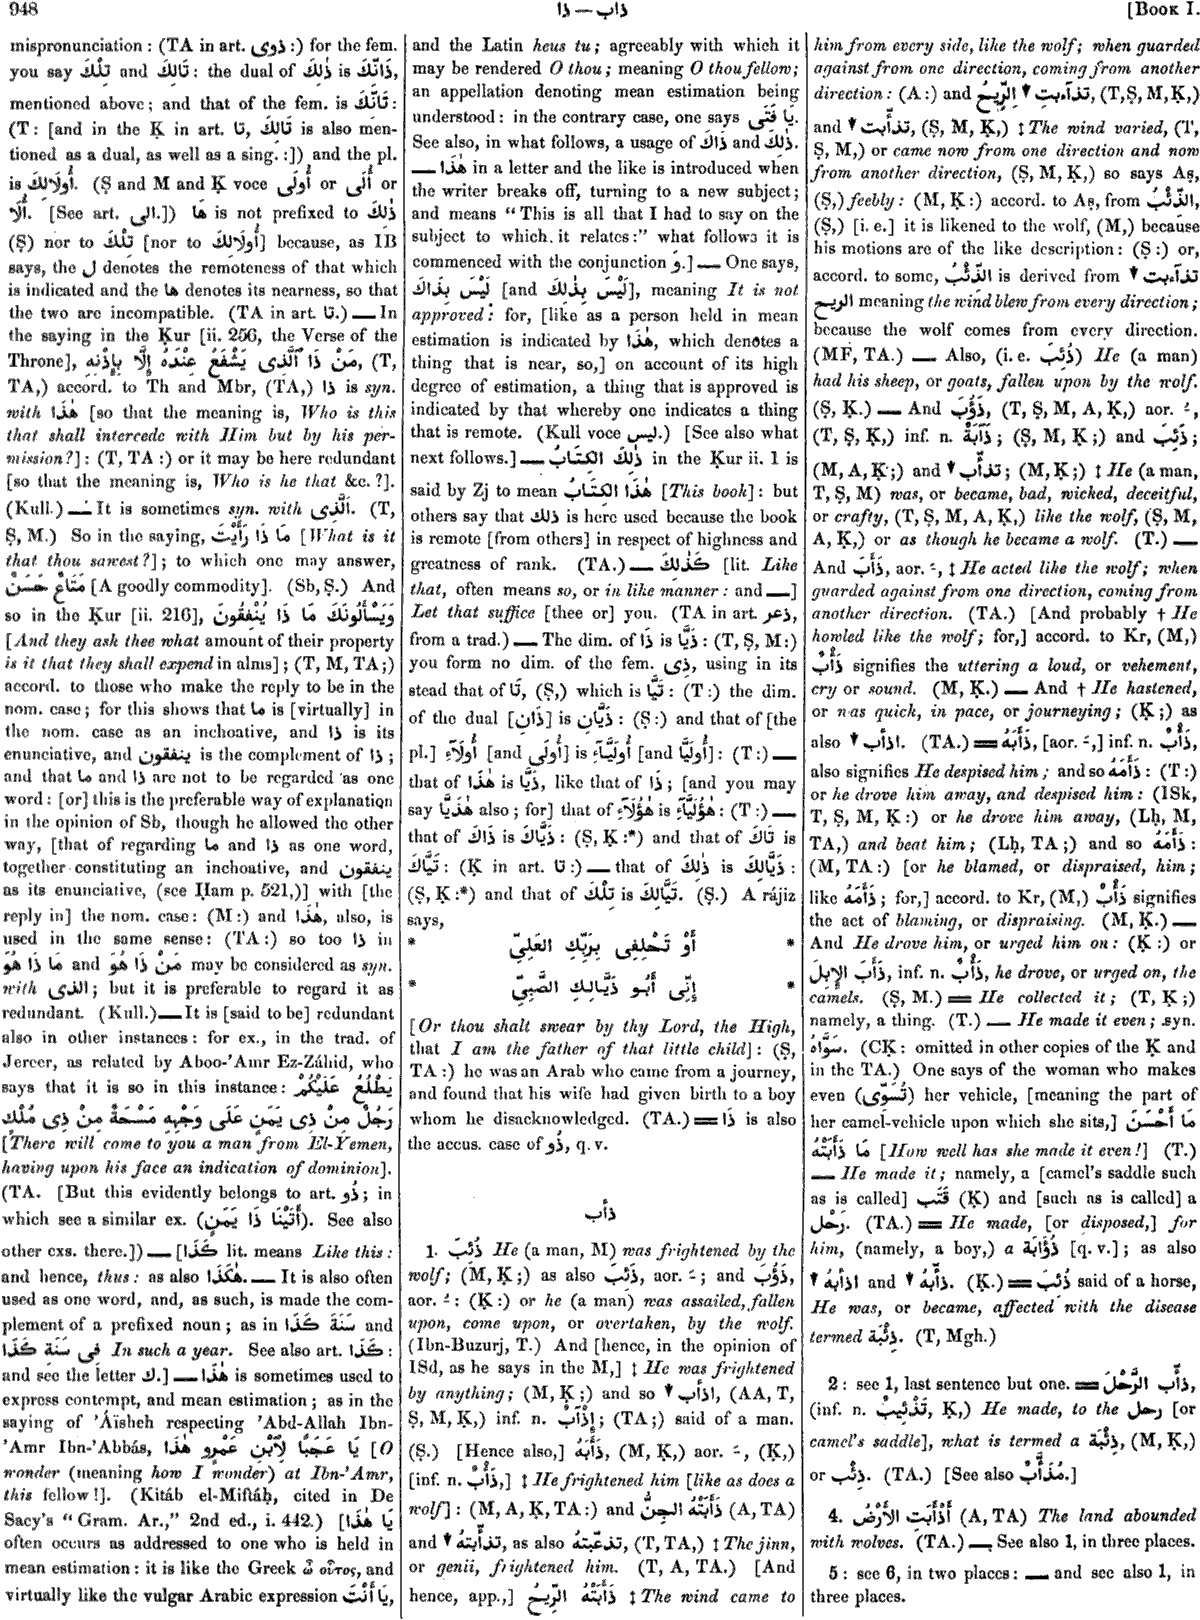 948
ذا — ذأب
[BOOK I.
mispronunciation: (TA in art. ذوى:) for the fem.
you say تِلْكَ and تَالِكَ: the dual of ذٰلِكَ is ذَانِّكَ,
mentioned above; and that of the fem. is تَانِّكَ:
(T: [and in the Ḳ in art. تا, تَالِكَ is also men-
tioned as a dual, as well as a sing.:]) and the pl.
is أُولَالِكَ. (Ṣ and M and Ḳ voce أُولَى or أُلَى or
أُلَا. [See art. الى.]) هَا is not prefixed to ذٰلِكَ
(Ṣ) nor to تِلْكَ [nor to أُولَالِكَ] because, as IB
says, the ل denotes the remoteness of that which
is indicated and the ها denotes its nearness, so that
the two are incompatible. (TA in art. تا.) — In
the saying in the Ḳur [ii. 256, the Verse of the
Throne], مَنْ ذَا ٱلَّذِى يَشْفَعُ عِنْدَهُ إِلَّا بِإِذْنِهِ, (T,
TA,) accord. to Th and Mbr, (TA,) ذا is syn.
with هٰذَا [so that the meaning is, Who is this
that shall intercede with Him but by his per-
mission?]: (T, TA:) or it may be here redundant
[so that the meaning is, Who is he that &c.?].
(Kull.) — It is sometimes syn. with ٱلَّذِى. (T,
Ṣ, M.) So in the saying, مَا ذَا رَأَيْتَ [What is it
that thou sawest?]; to which one may answer,
مَتَاعٌ حَسَنٌ [A goodly commodity]. (Sb, Ṣ.) And
so in the Ḳur [ii. 216], وَيَسْأَلُونَكَ مَا ذَا يُنْفِقُونَ
[And they ask thee what amount of their property
is it that they shall expend in alms]; (T, M, TA;)
accord. to those who make the reply to be in the
nom. case; for this shows that ما is [virtually] in
the nom. case as an inchoative, and ذا is its
enunciative, and ينفقون is the complement of ذا;
and that ما and ذا are not to be regarded as one
word: [or] this is the preferable way of explanation
in the opinion of Sb, though he allowed the other
way, [that of regarding ما and ذا as one word,
together constituting an inchoative, and ينفقون
as its enunciative, (see Ḥam p. 521,)] with [the
reply in] the nom. case: (M:) and هٰذَا, also, is
used in the same sense: (TA:) so too ذا in
مَا ذَا هُوَ and مَنْ ذَا هُوَ may be considered as syn.
with الذى; but it is preferable to regard it as
redundant. (Kull.) — It is [said to be] redundant
also in other instances: for ex., in the trad. of
Jereer, as related by Aboo-'Amr Ez-Záhid, who
says that it is so in this instance: يَطْلُعُ عَلَيْكُمْ
رَجُلٌ مِنْ ذِى يَمَنٍ عَلَى وَجْهِهِ مَسْحَةٌ مِنْ ذِى مُلْكٍ
[There will come to you a man from El-Yemen,
having upon his face an indication of dominion].
(TA. [But this evidently belongs to art. ذُو; in
which see a similar ex. (أَتَيْنَا ذَا يَمَنٍ). See also
other exs. there.]) — [كَذَا lit. means Like this:
and hence, thus: as also هٰكَذَا. — It is also often
used as one word, and, as such, is made the com-
plement of a prefixed noun; as in سَنَةَ كَذَا and
فِى سَنَةِ كَذَا In such a year. See also art. كَذَا:
and see the letter ك.] — هٰذَا is sometimes used to
express contempt, and mean estimation; as in the
saying of 'Áïsheh respecting 'Abd-Allah Ibn-
'Amr Ibn-'Abbás, يَا عَجَبًا لِٱبْنِ عَمْرٍو هٰذَا [O
wonder (meaning how I wonder) at Ibn-'Amr,
this fellow!]. (Kitáb el-Miftáḥ, cited in De
Sacy's "Gram. Ar.," 2nd ed., i. 442.) [يَا هٰذَا
often occurs as addressed to one who is held in
mean estimation: it is like the Greek ὦ οὗτος, and
virtually like the vulgar Arabic expression يَا أَنْتَ,
and the Latin heus tu; agreeably with which it
may be rendered O thou; meaning O thou fellow;
an appellation denoting mean estimation being
understood: in the contrary case, one says يَا فَتَى.
See also, in what follows, a usage of ذَاكَ and ذٰلِكَ.
— هٰذَا in a letter and the like is introduced when
the writer breaks off, turning to a new subject;
and means "This is all that I had to say on the
subject to which it relates:" what follows it is
commenced with the conjunction وَ.] — One says,
لَيْسَ بِذَاكَ [and لَيْسَ بِذٰلِكَ], meaning It is not
approved: for, [like as a person held in mean
estimation is indicated by هٰذَا, which denotes a
thing that is near, so,] on account of its high
degree of estimation, a thing that is approved is
indicated by that whereby one indicates a thing
that is remote. (Kull voce ليس.) [See also what
next follows.] — ذٰلِكَ الكِتَابُ in the Ḳur ii. 1 is
said by Zj to mean هٰذَا الكِتَابُ [This book]: but
others say that ذلك is here used because the book
is remote [from others] in respect of highness and
greatness of rank. (TA.) — كَذٰلِكَ [lit. Like
that, often means so, or in like manner: and —]
Let that suffice [thee or] you. (TA in art. ذعر,
from a trad.) — The dim. of ذَا is ذَيَّا: (T, Ṣ, M:)
you form no dim. of the fem. ذِى, using in its
stead that of تَا, (Ṣ,) which is تَيَّا: (T:) the dim.
of the dual [ذَانِ] is ذَيَّانِ: (Ṣ:) and that of [the
pl.] أُولَآءِ [and أُولَى] is أُولَيَّآءِ [and أُولَيَّا]: (T:) —
that of هٰذَا is هٰذَيَّا, like that of ذَا; [and you may
say هٰذَيَّا also; for] that of هٰؤُلَآءِ is هٰؤُلَيَّآءِ: (T:) —
that of ذَاكَ is ذَيَّاكَ: (Ṣ, Ḳ:*) and that of تَاكَ is
تَيَّاكَ: (Ḳ in art. تا:) — that of ذٰلِكَ is ذَيَّالِكَ:
(Ṣ, Ḳ:*) and that of تِلْكَ is تَيَّالِكَ. (Ṣ.) A rájiz
says,
* أَوْ تَحْلِفِى بِرَبِّكِ العَلِىِّ *
* إِنِّى أَبُو ذَيَّالِكِ الصَّبِىِّ *
[Or thou shalt swear by thy Lord, the High,
that I am the father of that little child]: (Ṣ,
TA:) he was an Arab who came from a journey,
and found that his wife had given birth to a boy
whom he disacknowledged. (TA.) = ذَا is also
the accus. case of ذُو, q. v.
ذأب
1. ذُئِبَ He (a man, M) was frightened by the
wolf; (M, Ḳ;) as also ذَئِبَ, aor. ـَ; and ذَؤُبَ,
aor. ـُ: (Ḳ:) or he (a man) was assailed, fallen
upon, come upon, or overtaken, by the wolf.
(Ibn-Buzurj, T.) And [hence, in the opinion of
ISd, as he says in the M,] ‡ He was frightened
by anything; (M, Ḳ;) and so ▼ اذأب, (AA, T,
Ṣ, M, Ḳ,) inf. n. إِذْآبٌ; (TA;) said of a man.
(Ṣ.) [Hence also,] ذَأَبَهُ, (M, Ḳ,) aor. ـَ, (Ḳ,)
[inf. n. ذَأْبٌ,] ‡ He frightened him [like as does a
wolf]: (M, A, Ḳ, TA:) and ذَأَبَتْهُ الجِنُّ (A, TA)
and ▼ تذأّبتهُ, as also تذعّبتهُ, (T, TA,) ‡ The jinn,
or genii, frightened him. (T, A, TA.) [And
hence, app.,] ذَأَبَتْهُ الرِّيحُ ‡ The wind came to
him from every side, like the wolf; when guarded
against from one direction, coming from another
direction: (A:) and ▼ تذآءبت الرِّيحُ, (T, Ṣ, M, Ḳ,)
and ▼ تذأّبت, (Ṣ, M, Ḳ,) ‡ The wind varied, (T,
Ṣ, M,) or came now from one direction and now
from another direction, (Ṣ, M, Ḳ,) so says Aṣ,
(Ṣ,) feebly: (M, Ḳ:) accord. to Aṣ, from الذِّئْبُ,
(Ṣ,) [i. e.] it is likened to the wolf, (M,) because
his motions are of the like description: (Ṣ:) or,
accord. to some, الذِّئْبُ is derived from ▼ تذآءبت
الريح meaning the wind blew from every direction;
because the wolf comes from every direction.
(MF, TA.) — Also, (i. e. ذُئِبَ) He (a man)
had his sheep, or goats, fallen upon by the wolf.
(Ṣ, Ḳ.) — And ذَؤُبَ, (T, Ṣ, M, A, Ḳ,) aor. ـُ,
(T, Ṣ, Ḳ,) inf. n. ذَآبَةٌ; (Ṣ, M, Ḳ;) and ذَئِبَ;
(M, A, Ḳ;) and ▼ تذأّب; (M, Ḳ;) ‡ He (a man,
T, Ṣ, M) was, or became, bad, wicked, deceitful,
or crafty, (T, Ṣ, M, A, Ḳ,) like the wolf, (Ṣ, M,
A, Ḳ,) or as though he became a wolf. (T.) —
And ذَأَبَ, aor. ـَ, ‡ He acted like the wolf; when
guarded against from one direction, coming from
another direction. (TA.) [And probably † He
howled like the wolf; for,] accord. to Kr, (M,)
ذَأْبٌ signifies the uttering a loud, or vehement,
cry or sound. (M, Ḳ.) — And † He hastened,
or was quick, in pace, or journeying; (Ḳ;) as
also ▼ اذأب. (TA.) = ذَأَبَهُ, [aor. ـَ,] inf. n. ذَأْبٌ,
also signifies He despised him; and so ذَأَمَهُ: (T:)
or he drove him away, and despised him: (ISk,
T, Ṣ, M, Ḳ:) or he drove him away, (Lḥ, M,
TA,) and beat him; (Lḥ, TA;) and so ذَأَمَهُ:
(M, TA:) [or he blamed, or dispraised, him;
like ذَأَمَهُ; for,] accord. to Kr, (M,) ذَأْبٌ signifies
the act of blaming, or dispraising. (M, Ḳ.) —
And He drove him, or urged him on: (Ḳ:) or
ذَأَبَ الإِبِلَ, inf. n. ذَأْبٌ, he drove, or urged on, the
camels. (Ṣ, M.) = He collected it; (T, Ḳ;)
namely, a thing. (T.) — He made it even; syn.
سَوَّاهُ. (CK: omitted in other copies of the Ḳ and
in the TA.) One says of the woman who makes
even (تُسَوِّى) her vehicle, [meaning the part of
her camel-vehicle upon which she sits,] مَا أَحْسَنَ
مَا ذَأَبَتْهُ [How well has she made it even!] (T.)
— He made it; namely, a [camel's saddle such
as is called] قَتَب (Ḳ) and [such as is called] a
رَحْل. (TA.) = He made, [or disposed,] for
him, (namely, a boy,) a ذُؤَابَة [q. v.]; as also
▼ اذأبهُ and ▼ ذأّبهُ. (Ḳ.) = ذُئِبَ said of a horse,
He was, or became, affected with the disease
termed ذِئْبَة. (T, Mgh.)
2: see 1, last sentence but one. = ذأّب الرَّحْلَ,
(inf. n. تَذْئِيبٌ, Ḳ,) He made, to the رحل [or
camel's saddle], what is termed a ذِئْبَة, (M, Ḳ,)
or ذِئْب. (TA.) [See also مُذَأَّبٌ.]
4. أَذْأَبَتِ الأَرْضُ (A, TA) The land abounded
with wolves. (TA.) — See also 1, in three places.
5: see 6, in two places: — and see also 1, in
three places.